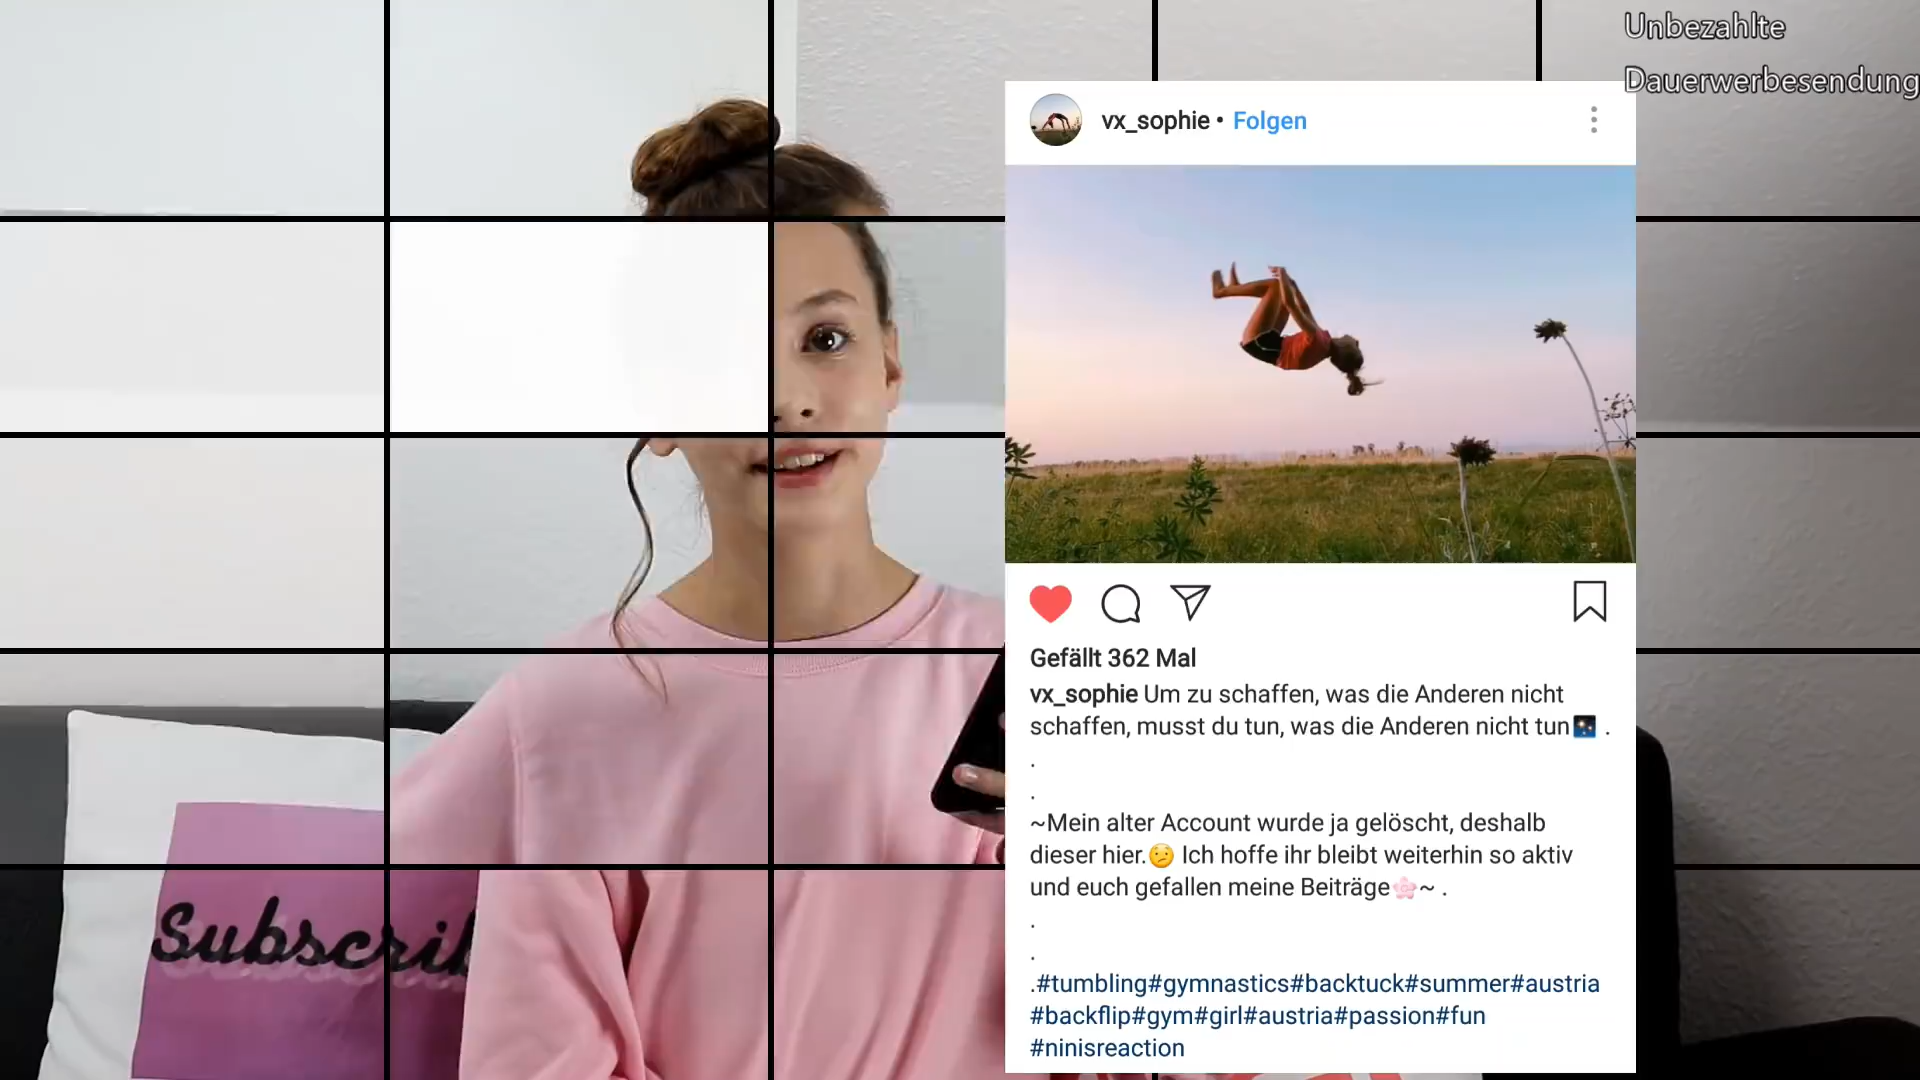 Unbezahlte
Dauerwerbesendung
vx_sophie • Folgen
Gefällt 362 Mal
vx_sophie Um zu schaffen, was die Anderen nicht
schaffen, musst du tun, was die Anderen nicht tun🌃 .
.
.
~Mein alter Account wurde ja gelöscht, deshalb
dieser hier.😕 Ich hoffe ihr bleibt weiterhin so aktiv
und euch gefallen meine Beiträge🌸~ .
.
.
.#tumbling#gymnastics#backtuck#summer#austria
#backflip#gym#girl#austria#passion#fun
#ninisreaction
Subscrib